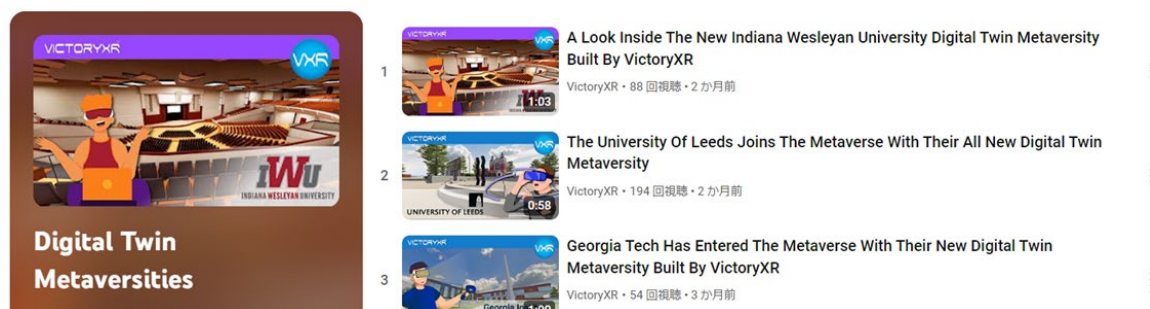 VICTORYXR
VXR
IWU
INDIANA WESLEYAN UNIVERSITY
Digital Twin
Metaversities
1
VICTORYXR
VXR
1:03
A Look Inside The New Indiana Wesleyan University Digital Twin Metaversity
Built By VictoryXR
VictoryXR • 88 回視聴 • 2 か月前
2
VICTORYXR
VXR
UNIVERSITY OF LEEDS
0:58
The University Of Leeds Joins The Metaverse With Their All New Digital Twin
Metaversity
VictoryXR • 194 回視聴 • 2 か月前
3
VICTORYXR
VXR
Georgia
Georgia Tech Has Entered The Metaverse With Their New Digital Twin
Metaversity Built By VictoryXR
VictoryXR • 54 回視聴 • 3 か月前